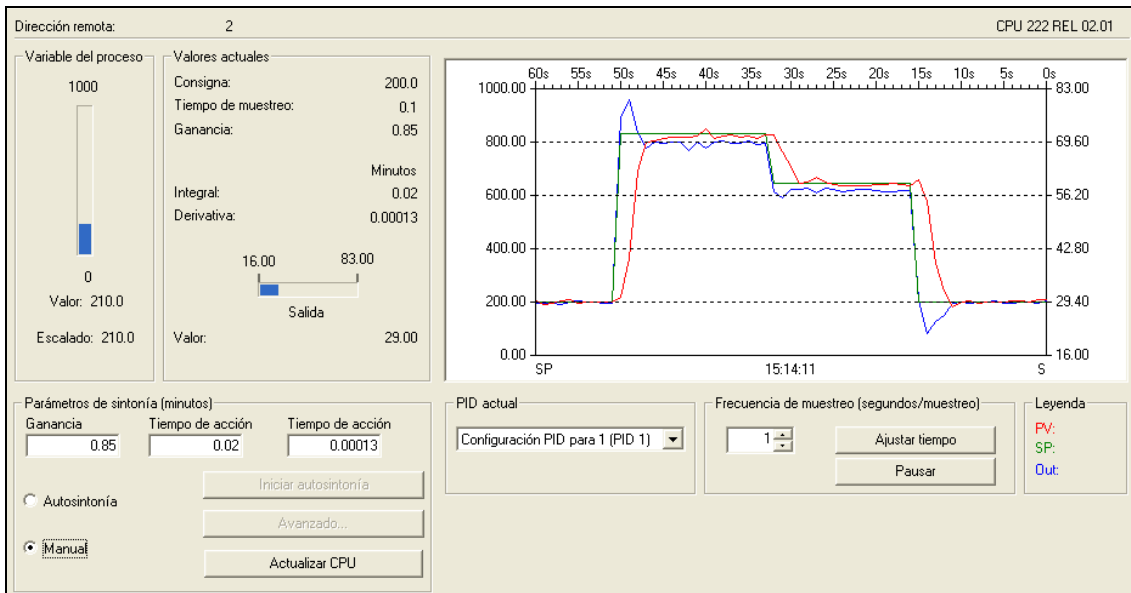 Dirección remota: 2 CPU 222 REL 02.01
Variable del proceso
1000
0
Valor: 210.0
Escalado: 210.0
Valores actuales
Consigna: 200.0
Tiempo de muestreo: 0.1
Ganancia: 0.85
Minutos
Integral: 0.02
Derivativa: 0.00013
16.00 83.00
Salida
Valor: 29.00
60s 55s 50s 45s 40s 35s 30s 25s 20s 15s 10s 5s 0s
1000.00 83.00
800.00 69.60
600.00 56.20
400.00 42.80
200.00 29.40
0.00 16.00
SP 15:14:11 S
Parámetros de sintonía (minutos)
Ganancia Tiempo de acción Tiempo de acción
0.85 0.02 0.00013
Iniciar autosintonía
Autosintonía
Avanzado...
Manual
Actualizar CPU
PID actual
Configuración PID para 1 (PID 1)
Frecuencia de muestreo (segundos/muestreo)
1 Ajustar tiempo
Pausar
Leyenda
PV:
SP:
Out: